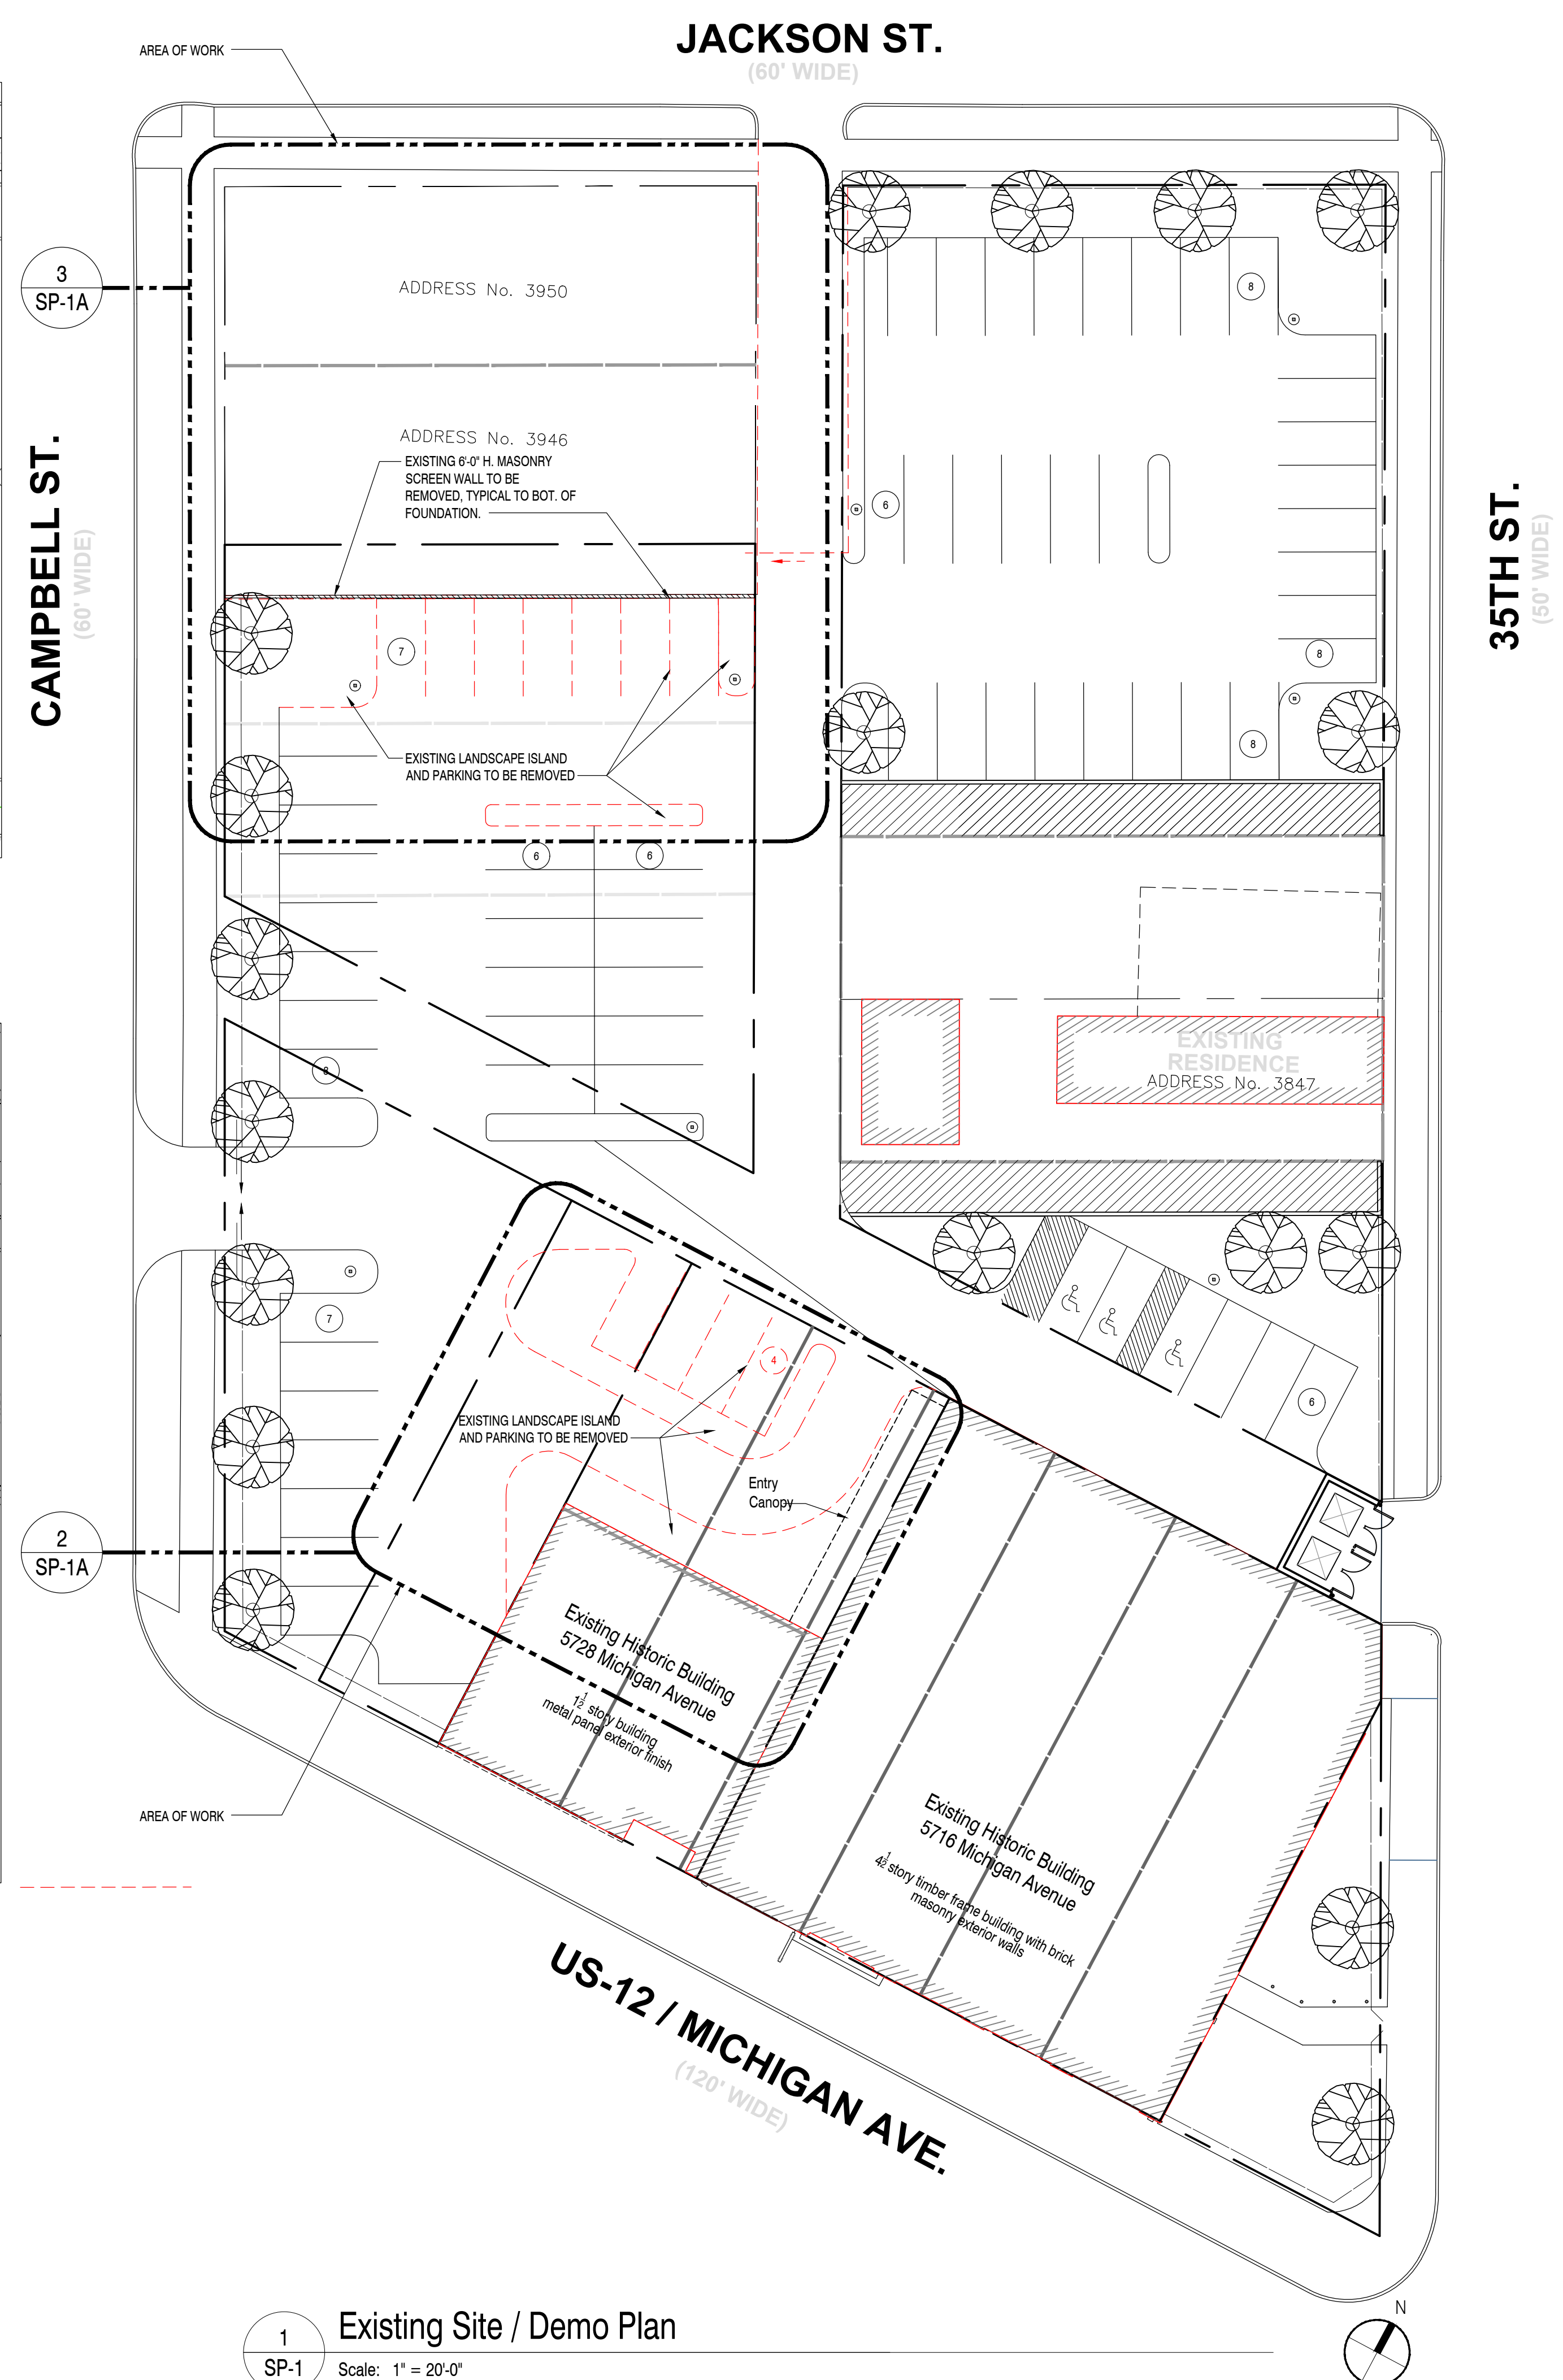 JACKSON ST.
(60' WIDE)
AREA OF WORK
3
SP-1A
ADDRESS No. 3950
8
CAMPBELL ST.
(60' WIDE)
ADDRESS No. 3946
EXISTING 6'-0" H. MASONRY
SCREEN WALL TO BE
REMOVED, TYPICAL TO BOT. OF
FOUNDATION.
6
35TH ST.
(50' WIDE)
7
8
8
EXISTING LANDSCAPE ISLAND
AND PARKING TO BE REMOVED
6
6
EXISTING
RESIDENCE
ADDRESS No. 3847
8
7
4
6
EXISTING LANDSCAPE ISLAND
AND PARKING TO BE REMOVED
Entry
Canopy
2
SP-1A
Existing Historic Building
5728 Michigan Avenue
1 1/2 story building
metal panel exterior finish
AREA OF WORK
Existing Historic Building
5716 Michigan Avenue
4 1/2 story timber frame building with brick
masonry exterior walls
US-12 / MICHIGAN AVE.
(120' WIDE)
N
1
SP-1
Existing Site / Demo Plan
Scale: 1" = 20'-0"